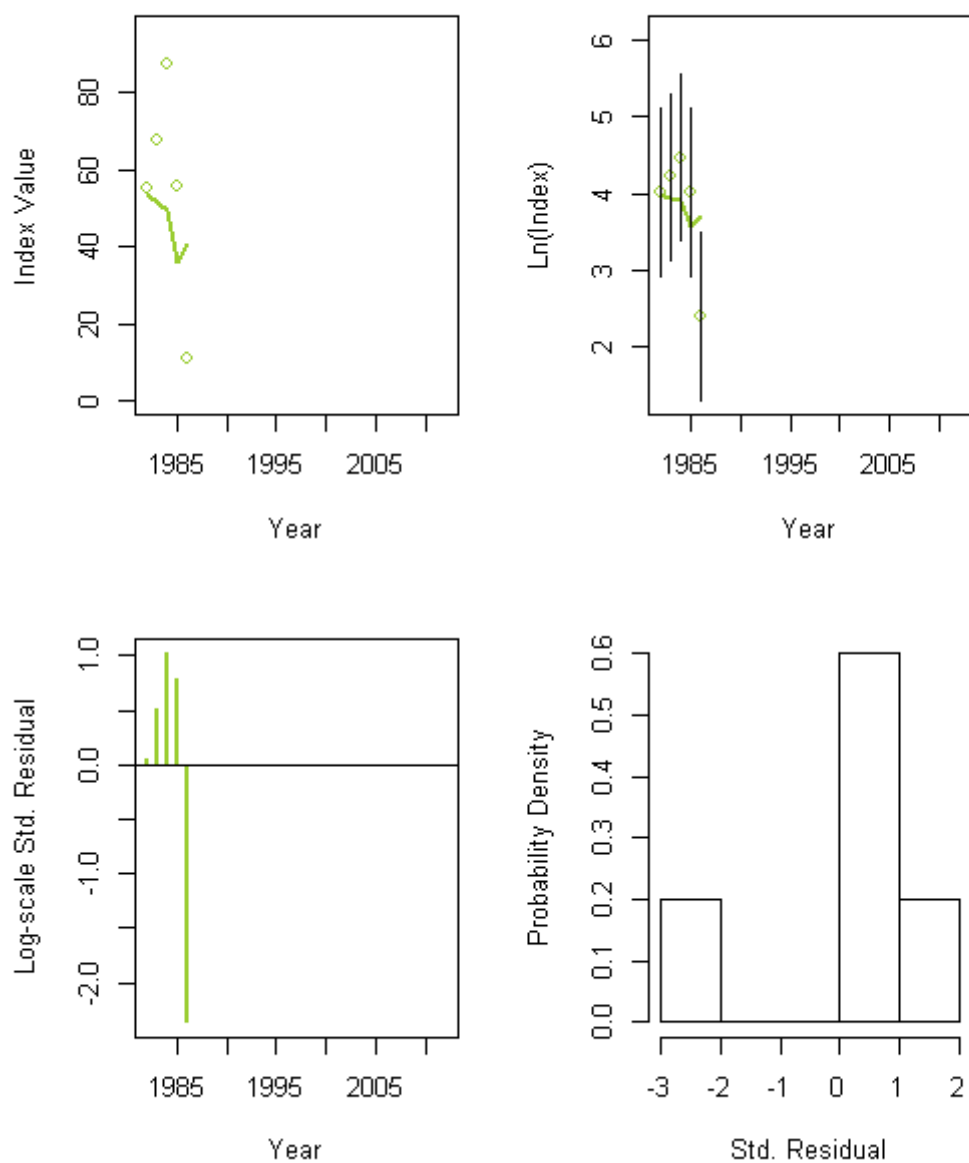 Index Value
80
60
40
20
0
1985 1995 2005
Year
Ln(Index)
6
5
4
3
2
1985 1995 2005
Year
Log-scale Std. Residual
1.0
0.0
-1.0
-2.0
1985 1995 2005
Year
Probability Density
0.6
0.5
0.4
0.3
0.2
0.1
0.0
-3 -2 0 1 2
Std. Residual